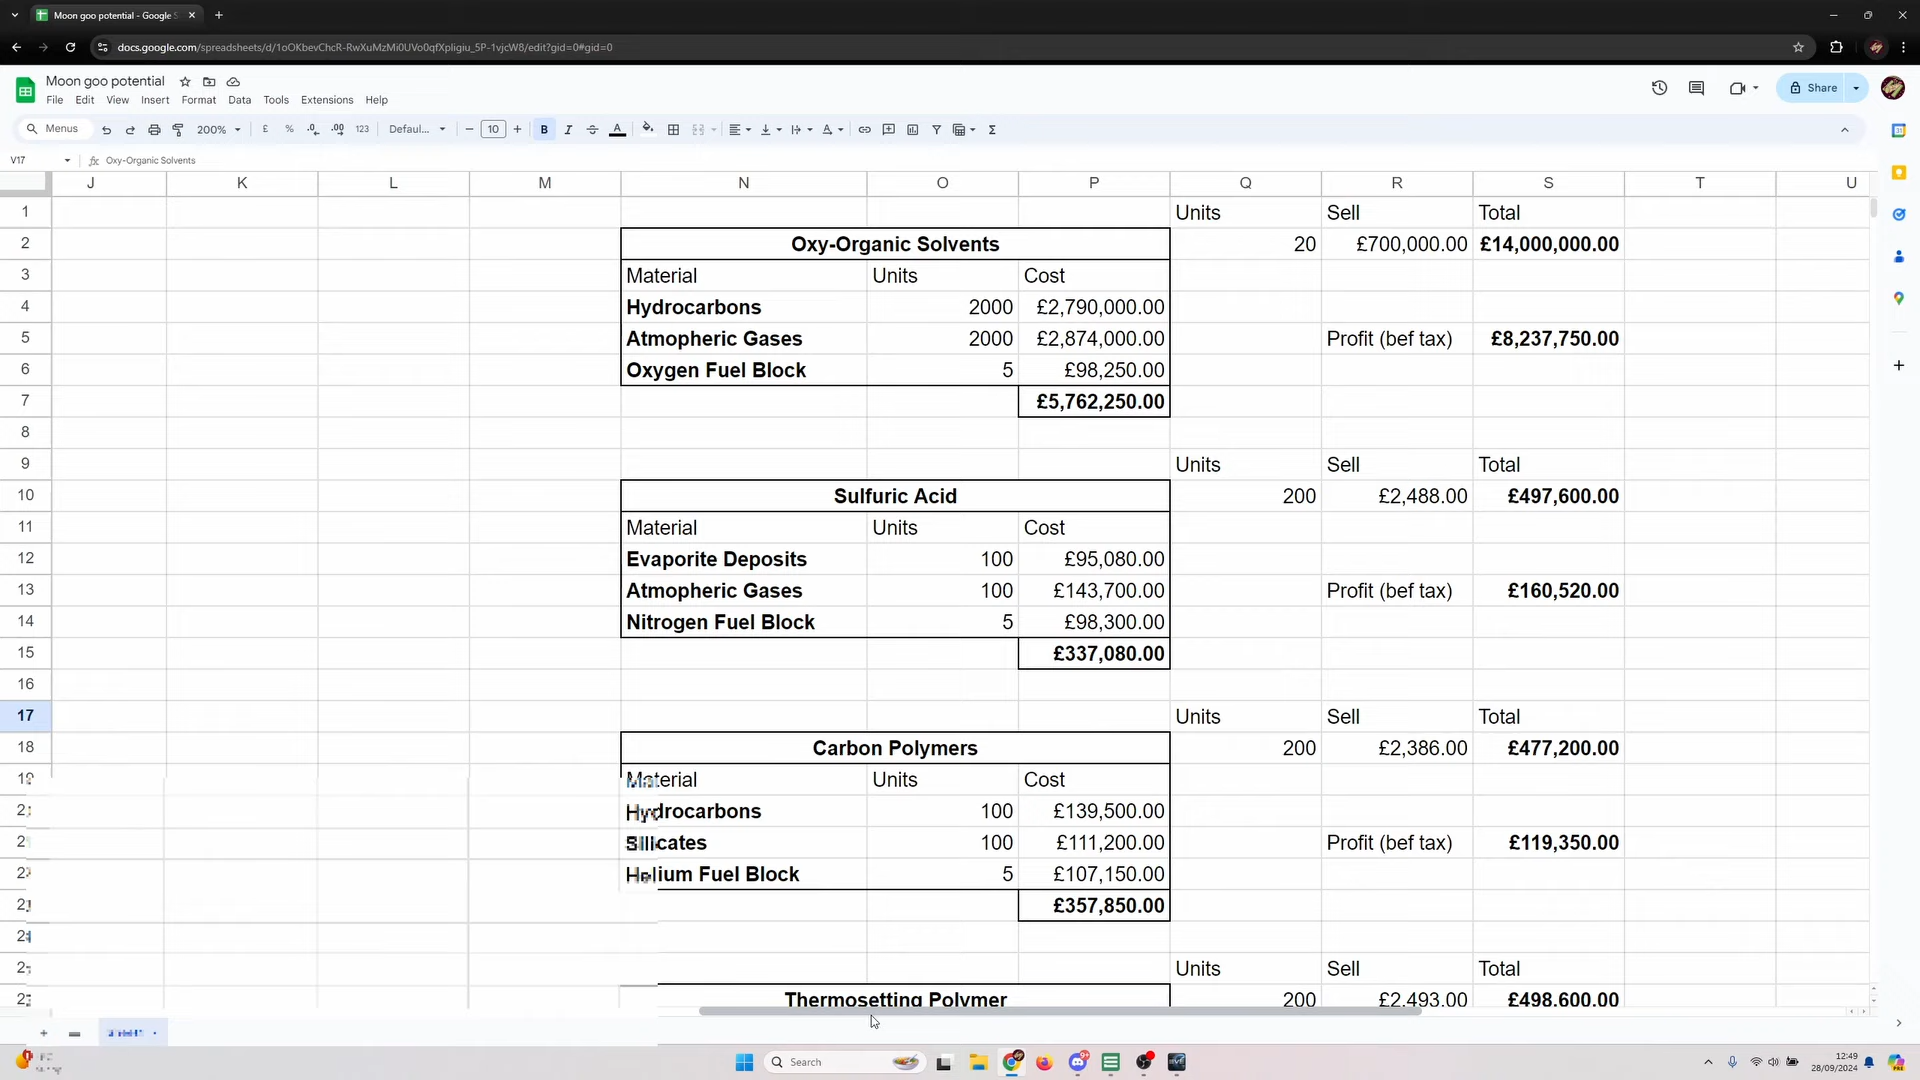 Moon goo potential - Google S
docs.google.com/spreadsheets/d/1oOKbevChcR-RwXuMzMi0UVo0qfXpligiu_5P-1vjcW8/edit?gid=0#gid=0
Moon goo potential
File Edit View Insert Format Data Tools Extensions Help
Share
Menus 200% £ % .0 .00 123 Defaul... 10 B I A
V17 fx Oxy-Organic Solvents
J K L M N O P Q R S T U
1 Units Sell Total
2 Oxy-Organic Solvents 20 £700,000.00 £14,000,000.00
3 Material Units Cost
4 Hydrocarbons 2000 £2,790,000.00
5 Atmopheric Gases 2000 £2,874,000.00 Profit (bef tax) £8,237,750.00
6 Oxygen Fuel Block 5 £98,250.00
7 £5,762,250.00
8
9 Units Sell Total
10 Sulfuric Acid 200 £2,488.00 £497,600.00
11 Material Units Cost
12 Evaporite Deposits 100 £95,080.00
13 Atmopheric Gases 100 £143,700.00 Profit (bef tax) £160,520.00
14 Nitrogen Fuel Block 5 £98,300.00
15 £337,080.00
16
17 Units Sell Total
18 Carbon Polymers 200 £2,386.00 £477,200.00
Material Units Cost
Hydrocarbons 100 £139,500.00
100 £111,200.00 Profit (bef tax) £119,350.00
Helium Fuel Block 5 £107,150.00
£357,850.00
Units Sell Total
Thermosetting Polymer 200 £2,493.00 £498,600.00
Search
12:49
28/09/2024